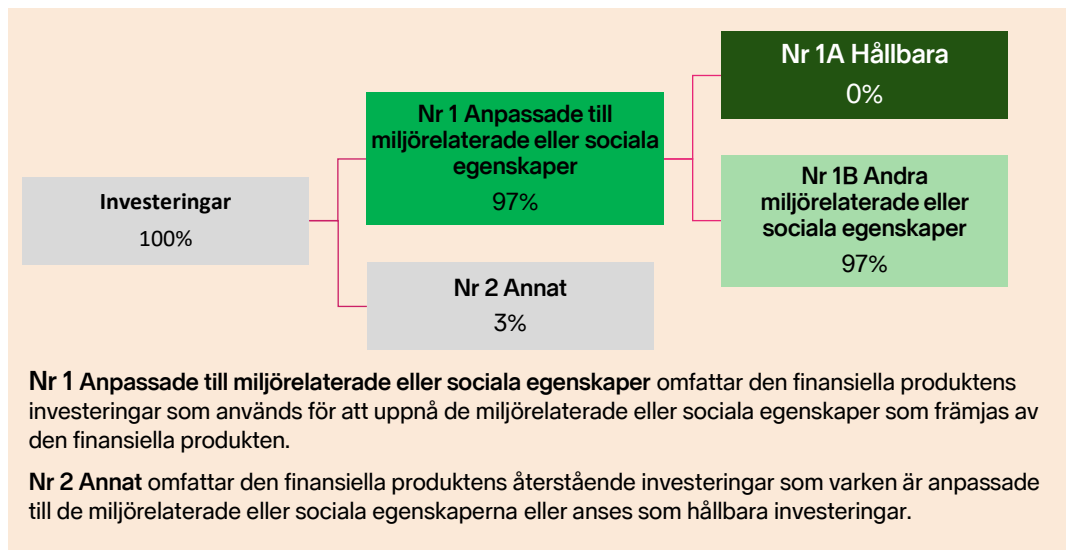 Investeringar
100%
Nr 1 Anpassade till
miljörelaterade eller sociala
egenskaper
97%
Nr 2 Annat
3%
Nr 1A Hållbara
0%
Nr 1B Andra
miljörelaterade eller
sociala egenskaper
97%
Nr 1 Anpassade till miljörelaterade eller sociala egenskaper omfattar den finansiella produktens
investeringar som används för att uppnå de miljörelaterade eller sociala egenskaper som främjas av
den finansiella produkten.
Nr 2 Annat omfattar den finansiella produktens återstående investeringar som varken är anpassade
till de miljörelaterade eller sociala egenskaperna eller anses som hållbara investeringar.